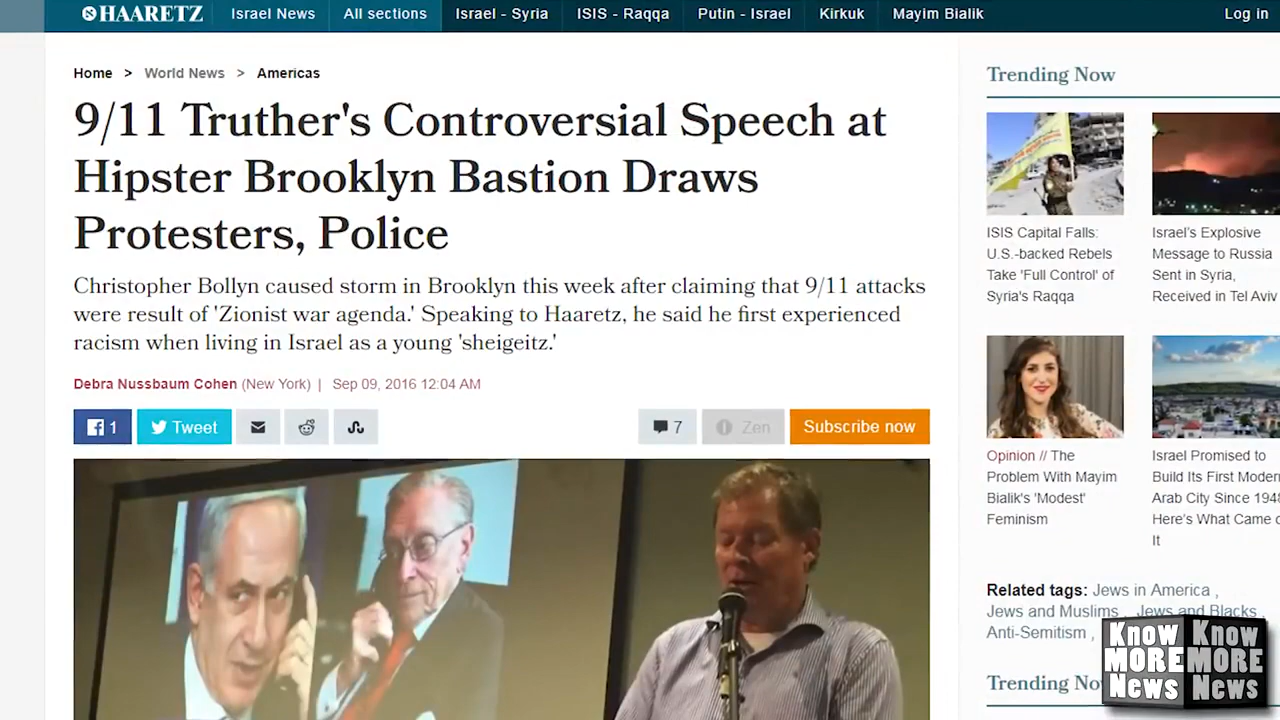 HAARETZ Israel News All sections Israel - Syria ISIS - Raqqa Putin - Israel Kirkuk Mayim Bialik Log in
Home > World News > Americas
9/11 Truther's Controversial Speech at
Hipster Brooklyn Bastion Draws
Protesters, Police
Christopher Bollyn caused storm in Brooklyn this week after claiming that 9/11 attacks
were result of 'Zionist war agenda.' Speaking to Haaretz, he said he first experienced
racism when living in Israel as a young 'sheigeitz.'
Debra Nussbaum Cohen (New York) | Sep 09, 2016 12:04 AM
1 Tweet 7 Zen Subscribe now
Trending Now
ISIS Capital Falls:
U.S.-backed Rebels
Take 'Full Control' of
Syria's Raqqa
Israel's Explosive
Message to Russia
Sent in Syria,
Received in Tel Aviv
Opinion // The
Problem With Mayim
Bialik's 'Modest'
Feminism
Israel Promised to
Build Its First Modern
Arab City Since 1948
Here's What Came o
It
Related tags: Jews in America ,
Jews and Muslims , Jews and Blacks ,
Anti-Semitism ,
Trending Now
Know Know
MORE MORE
News News